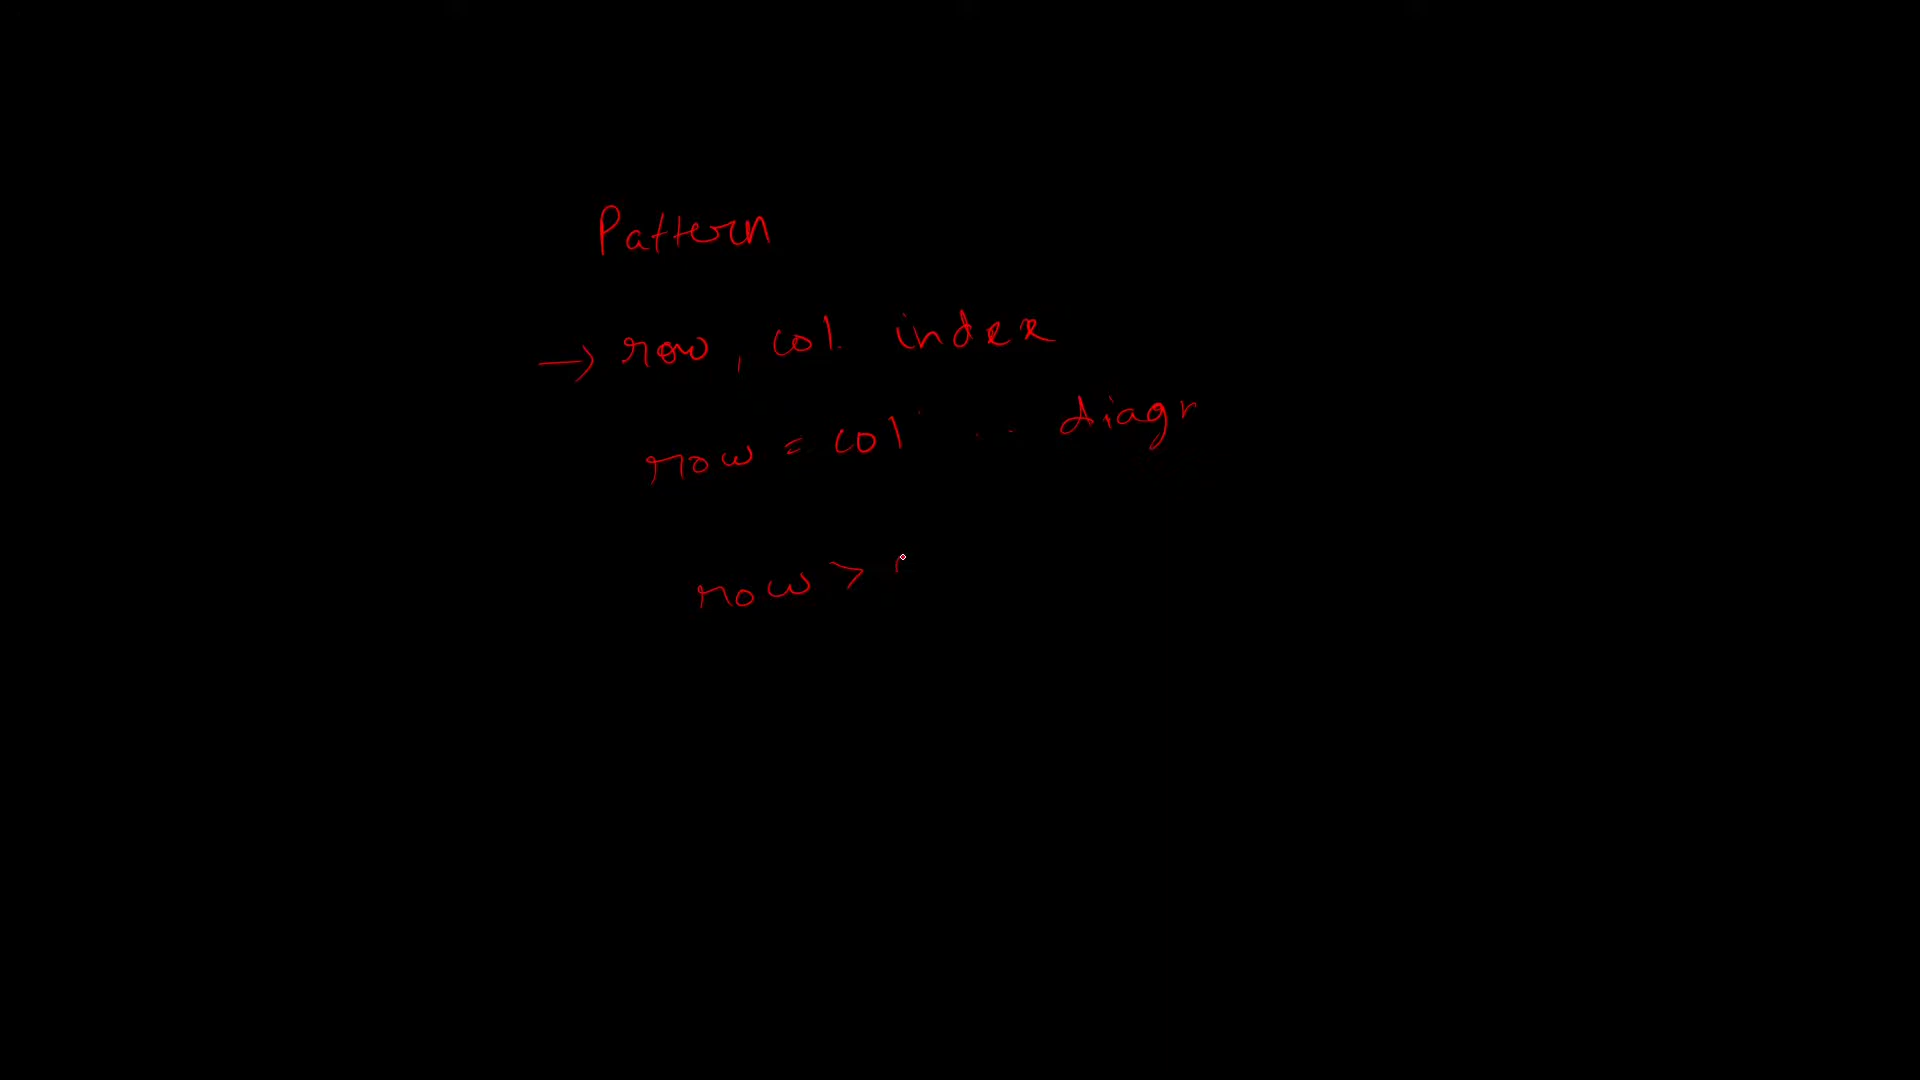 Pattern
→ row, col. index
row = col .. diagr
row >